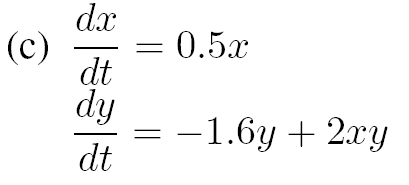 (c) dx/dt = 0.5x
dy/dt = −1.6y + 2xy